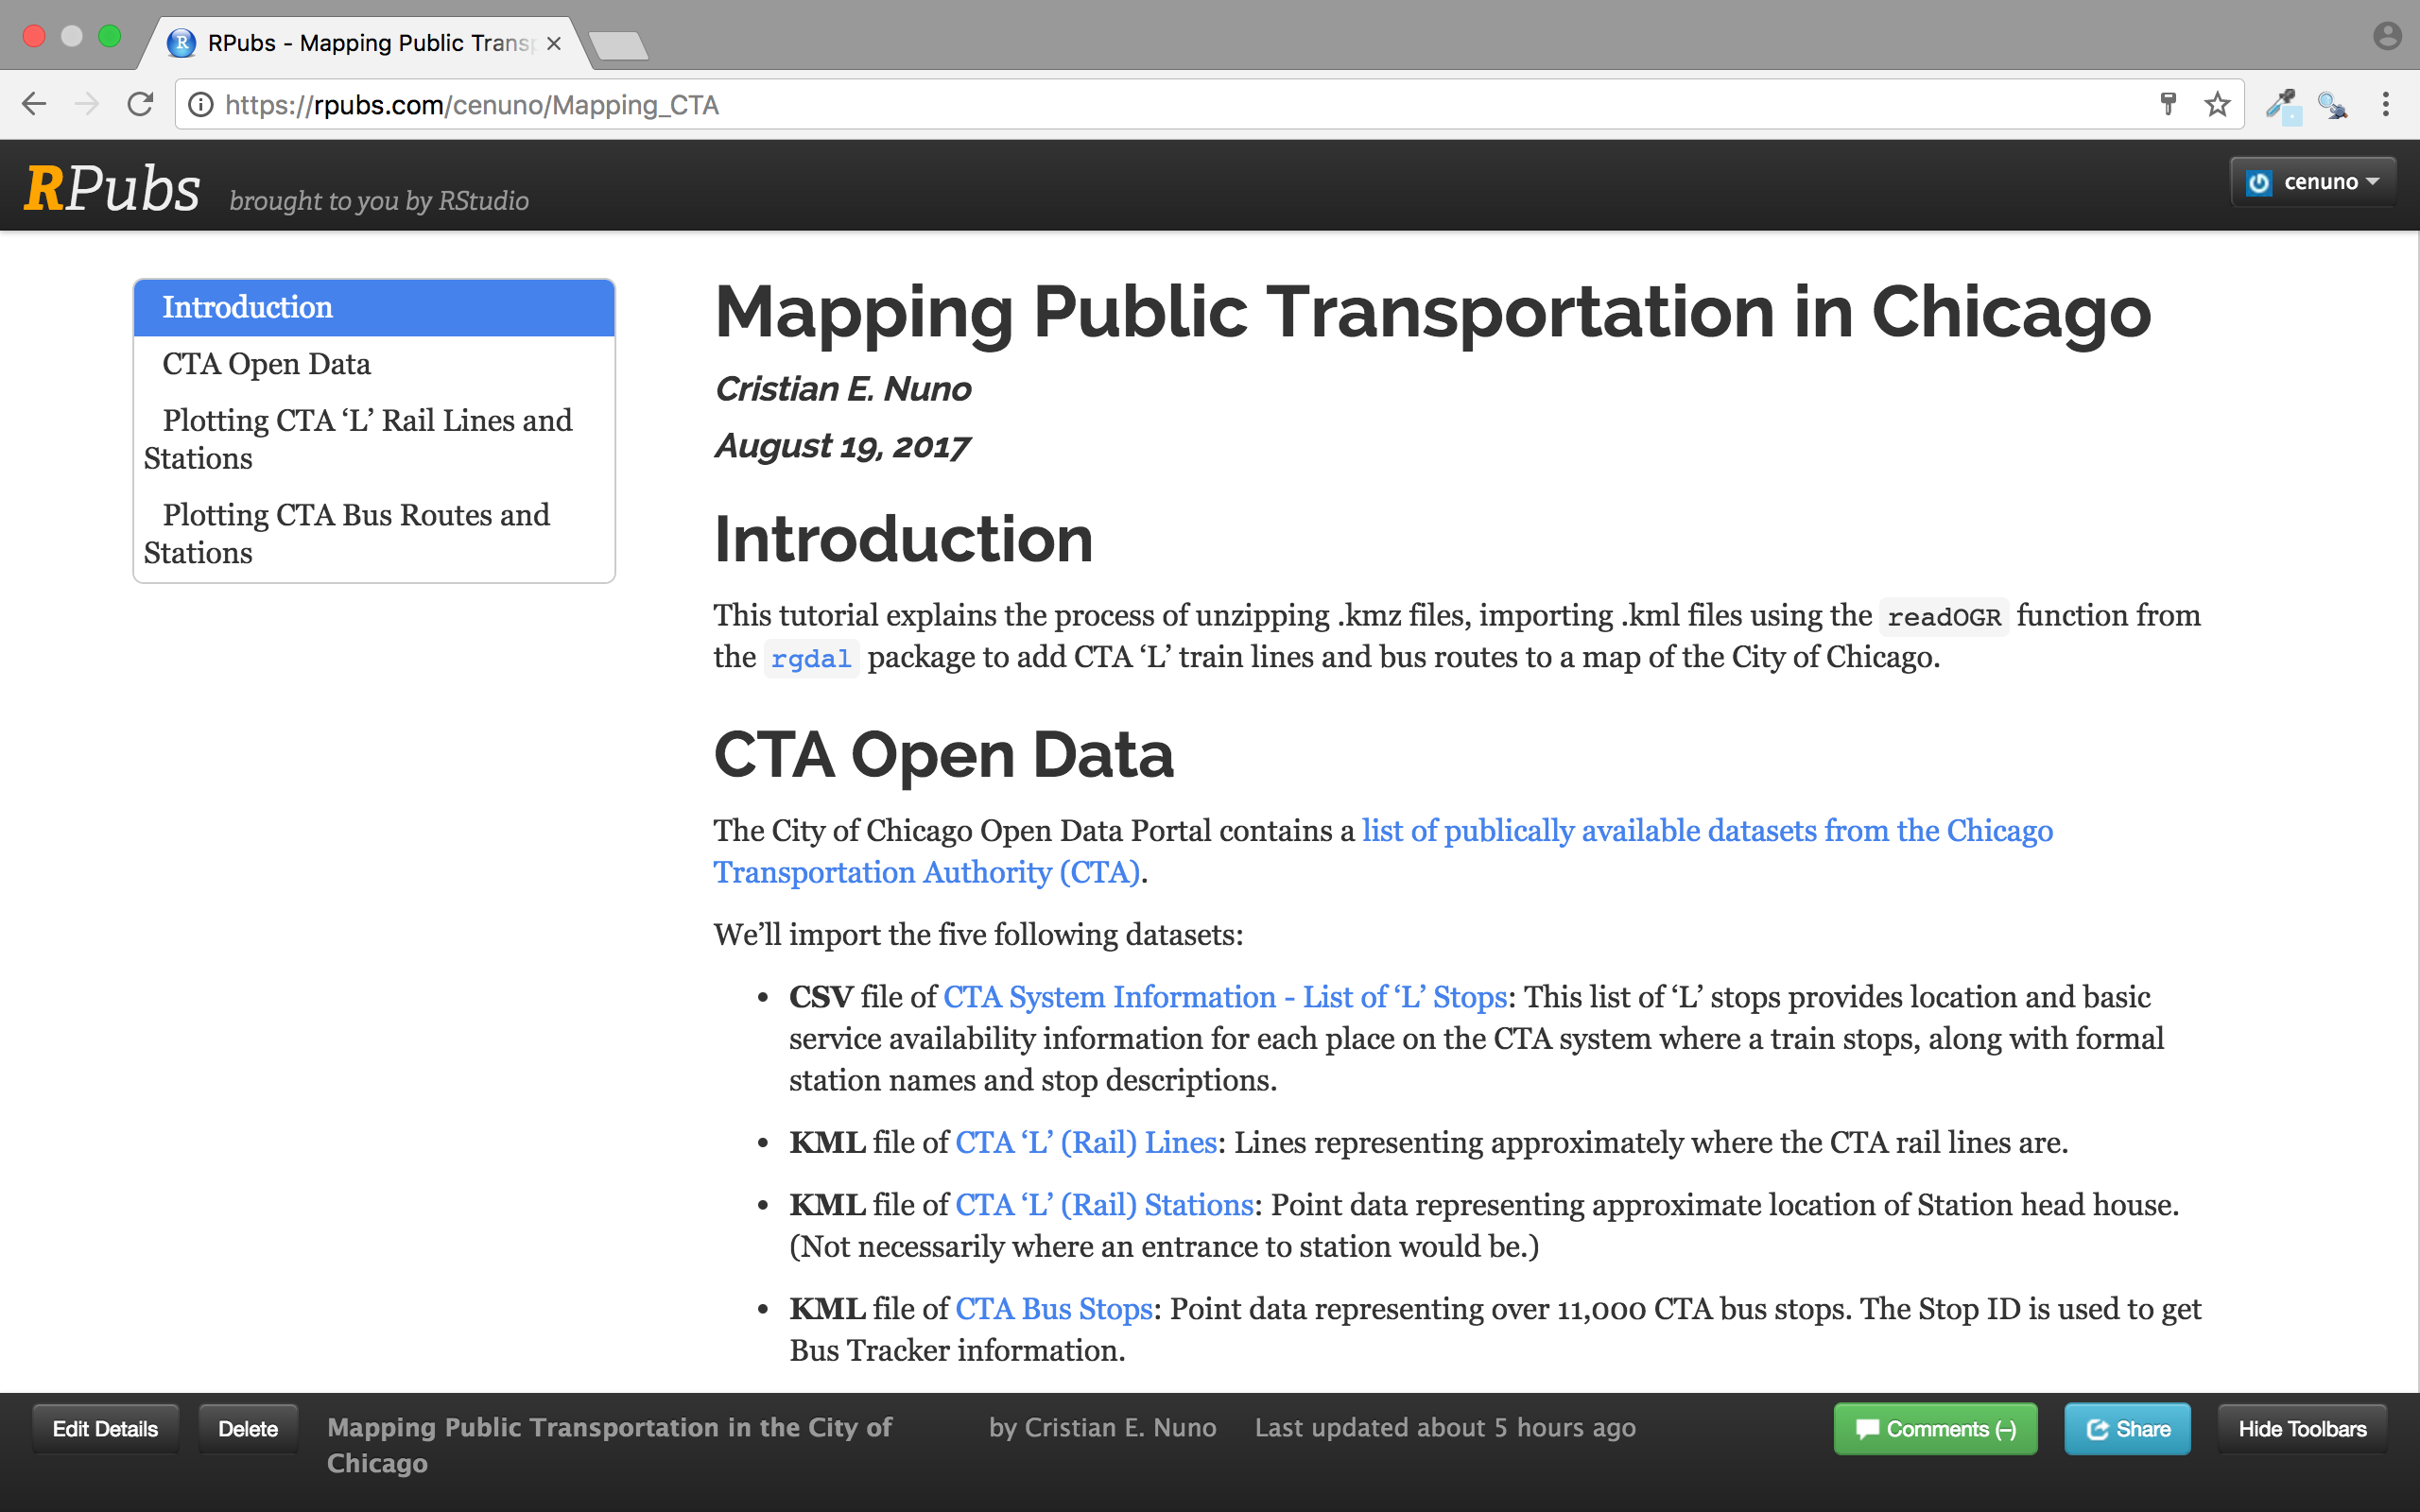 RPubs - Mapping Public Transp
https://rpubs.com/cenuno/Mapping_CTA
RPubs brought to you by RStudio
cenuno
Introduction
CTA Open Data
Plotting CTA ‘L’ Rail Lines and
Stations
Plotting CTA Bus Routes and
Stations
Mapping Public Transportation in Chicago
Cristian E. Nuno
August 19, 2017
Introduction
This tutorial explains the process of unzipping .kmz files, importing .kml files using the readOGR function from
the rgdal package to add CTA ‘L’ train lines and bus routes to a map of the City of Chicago.
CTA Open Data
The City of Chicago Open Data Portal contains a list of publically available datasets from the Chicago
Transportation Authority (CTA).
We’ll import the five following datasets:
• CSV file of CTA System Information - List of ‘L’ Stops: This list of ‘L’ stops provides location and basic
service availability information for each place on the CTA system where a train stops, along with formal
station names and stop descriptions.
• KML file of CTA ‘L’ (Rail) Lines: Lines representing approximately where the CTA rail lines are.
• KML file of CTA ‘L’ (Rail) Stations: Point data representing approximate location of Station head house.
(Not necessarily where an entrance to station would be.)
• KML file of CTA Bus Stops: Point data representing over 11,000 CTA bus stops. The Stop ID is used to get
Bus Tracker information.
Edit Details
Delete
Mapping Public Transportation in the City of
Chicago
by Cristian E. Nuno
Last updated about 5 hours ago
Comments (–)
Share
Hide Toolbars